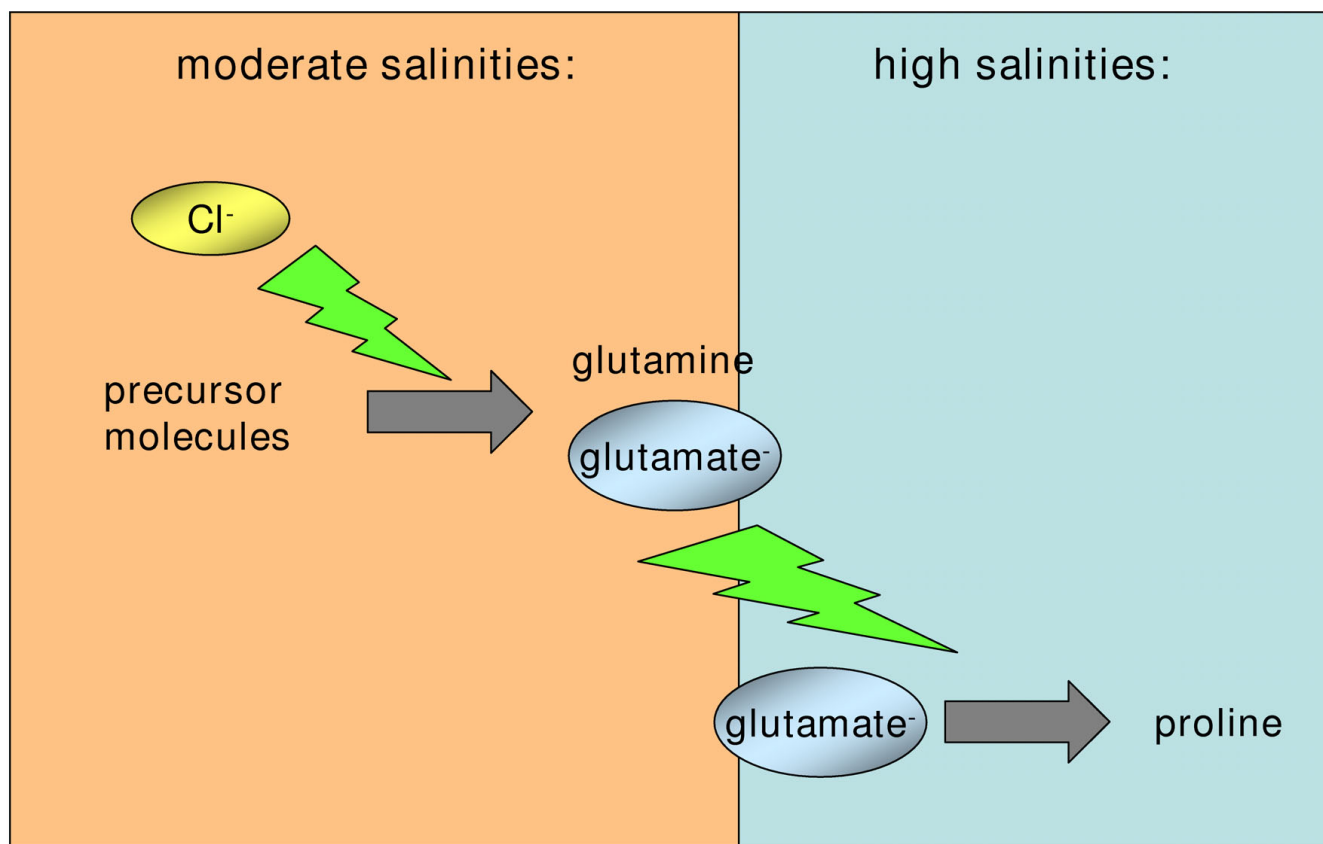 moderate salinities:
high salinities:
Cl⁻
precursor
molecules
glutamine
glutamate⁻
glutamate⁻
proline